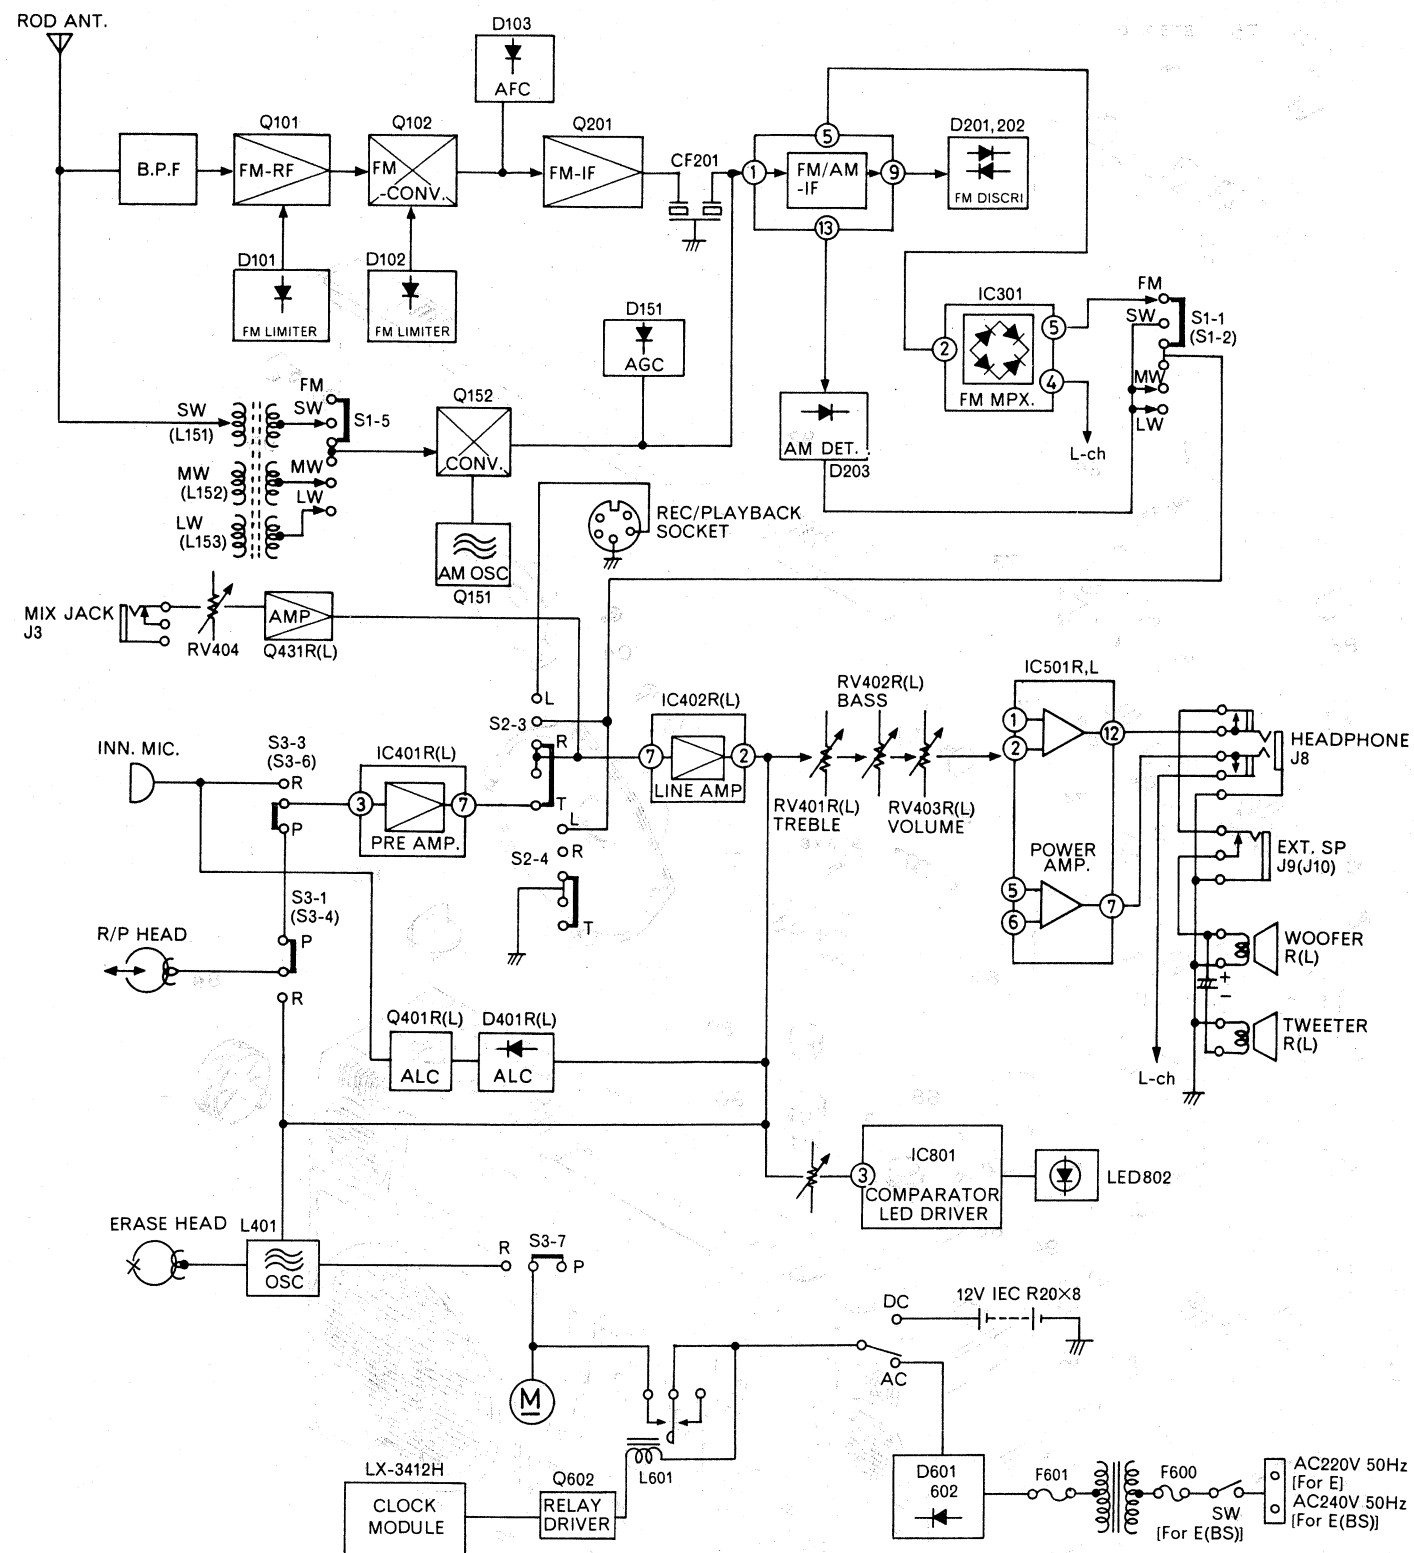 ROD ANT.
D103
AFC
B.P.F
Q101
FM-RF
Q102
FM
-CONV.
Q201
FM-IF
CF201
5
1
FM/AM
-IF
9
13
D201,202
FM DISCRI
D101
FM LIMITER
D102
FM LIMITER
D151
AGC
IC301
2
5
4
FM MPX.
L-ch
FM
SW
S1-1
(S1-2)
MW
LW
AM DET.
D203
SW
(L151)
MW
(L152)
LW
(L153)
FM
SW
S1-5
MW
LW
Q152
CONV.
AM OSC
Q151
REC/PLAYBACK
SOCKET
MIX JACK
J3
RV404
AMP
Q431R(L)
L
S2-3
R
T
L
S2-4
R
T
IC402R(L)
7
2
LINE AMP
RV402R(L)
BASS
RV401R(L)
TREBLE
RV403R(L)
VOLUME
IC501R,L
1
2
12
POWER
AMP.
5
6
7
HEADPHONE
J8
EXT. SP
J9(J10)
WOOFER
R(L)
+
−
TWEETER
R(L)
L-ch
INN. MIC.
S3-3
(S3-6)
R
P
IC401R(L)
3
7
PRE AMP.
S3-1
(S3-4)
P
R
R/P HEAD
Q401R(L)
ALC
D401R(L)
ALC
IC801
3
COMPARATOR
LED DRIVER
LED802
ERASE HEAD
L401
OSC
R
S3-7
P
M
DC
12V IEC R20×8
AC
L601
LX-3412H
CLOCK
MODULE
Q602
RELAY
DRIVER
D601
602
F601
F600
SW
[For E(BS)]
AC220V 50Hz
[For E]
AC240V 50Hz
[For E(BS)]